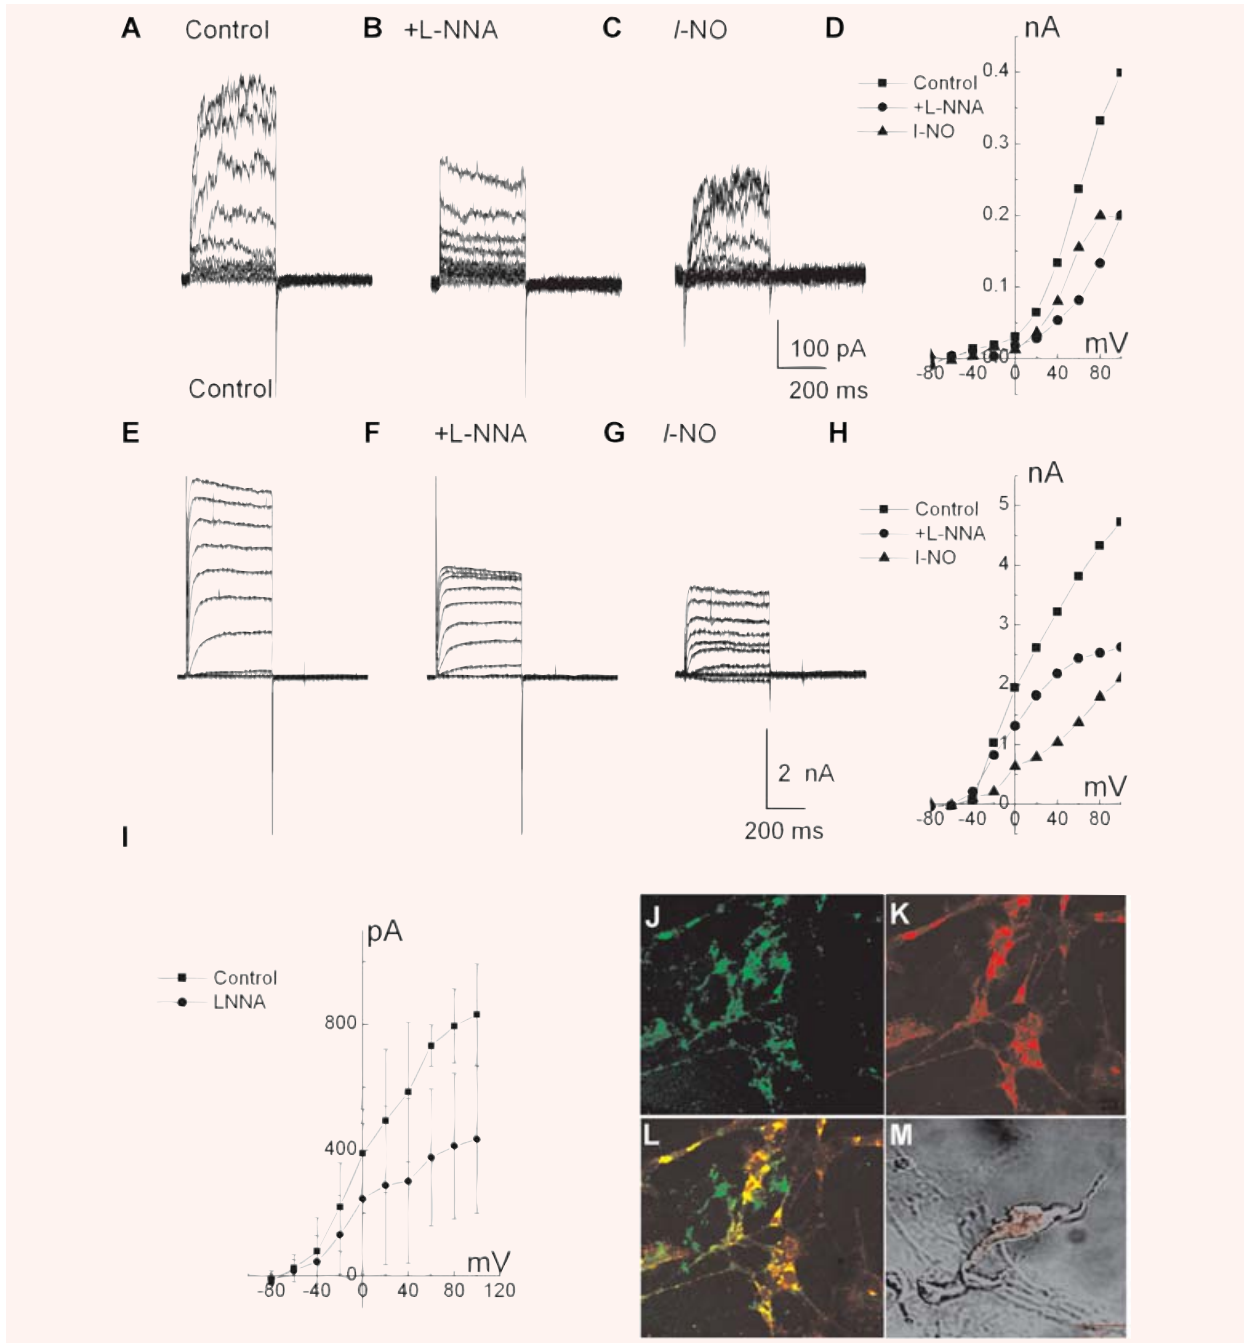 A Control B +L-NNA C I-NO D nA
Control
+L-NNA
I-NO
0.4
0.3
0.2
0.1
0.0
mV
-80 -40 0 40 80
100 pA
200 ms
Control
E F +L-NNA G I-NO H
nA
Control
+L-NNA
I-NO
5
4
3
2
1
0
mV
-80 -40 0 40 80
2 nA
200 ms
I
pA
Control
LNNA
800
400
0
mV
-80 -40 0 40 80 120
J K
L M